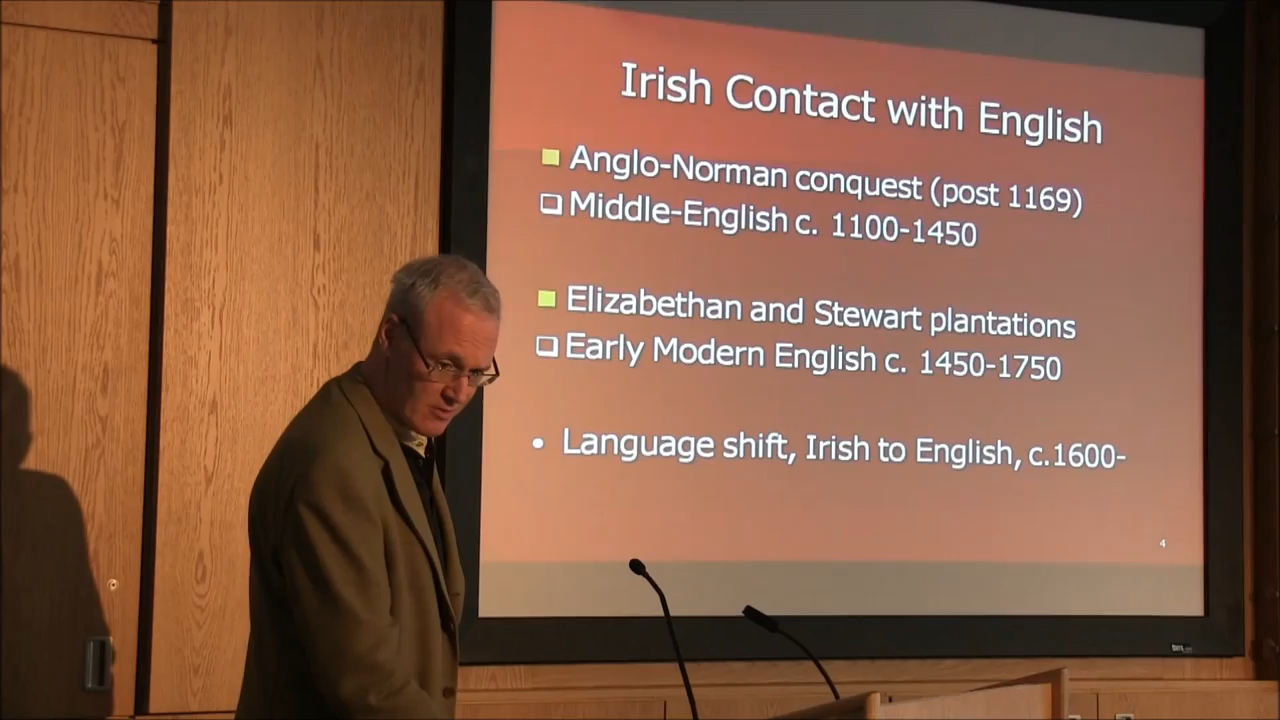 Irish Contact with English
Anglo-Norman conquest (post 1169)
Middle-English c. 1100-1450
Elizabethan and Stewart plantations
Early Modern English c. 1450-1750
• Language shift, Irish to English, c.1600-
4